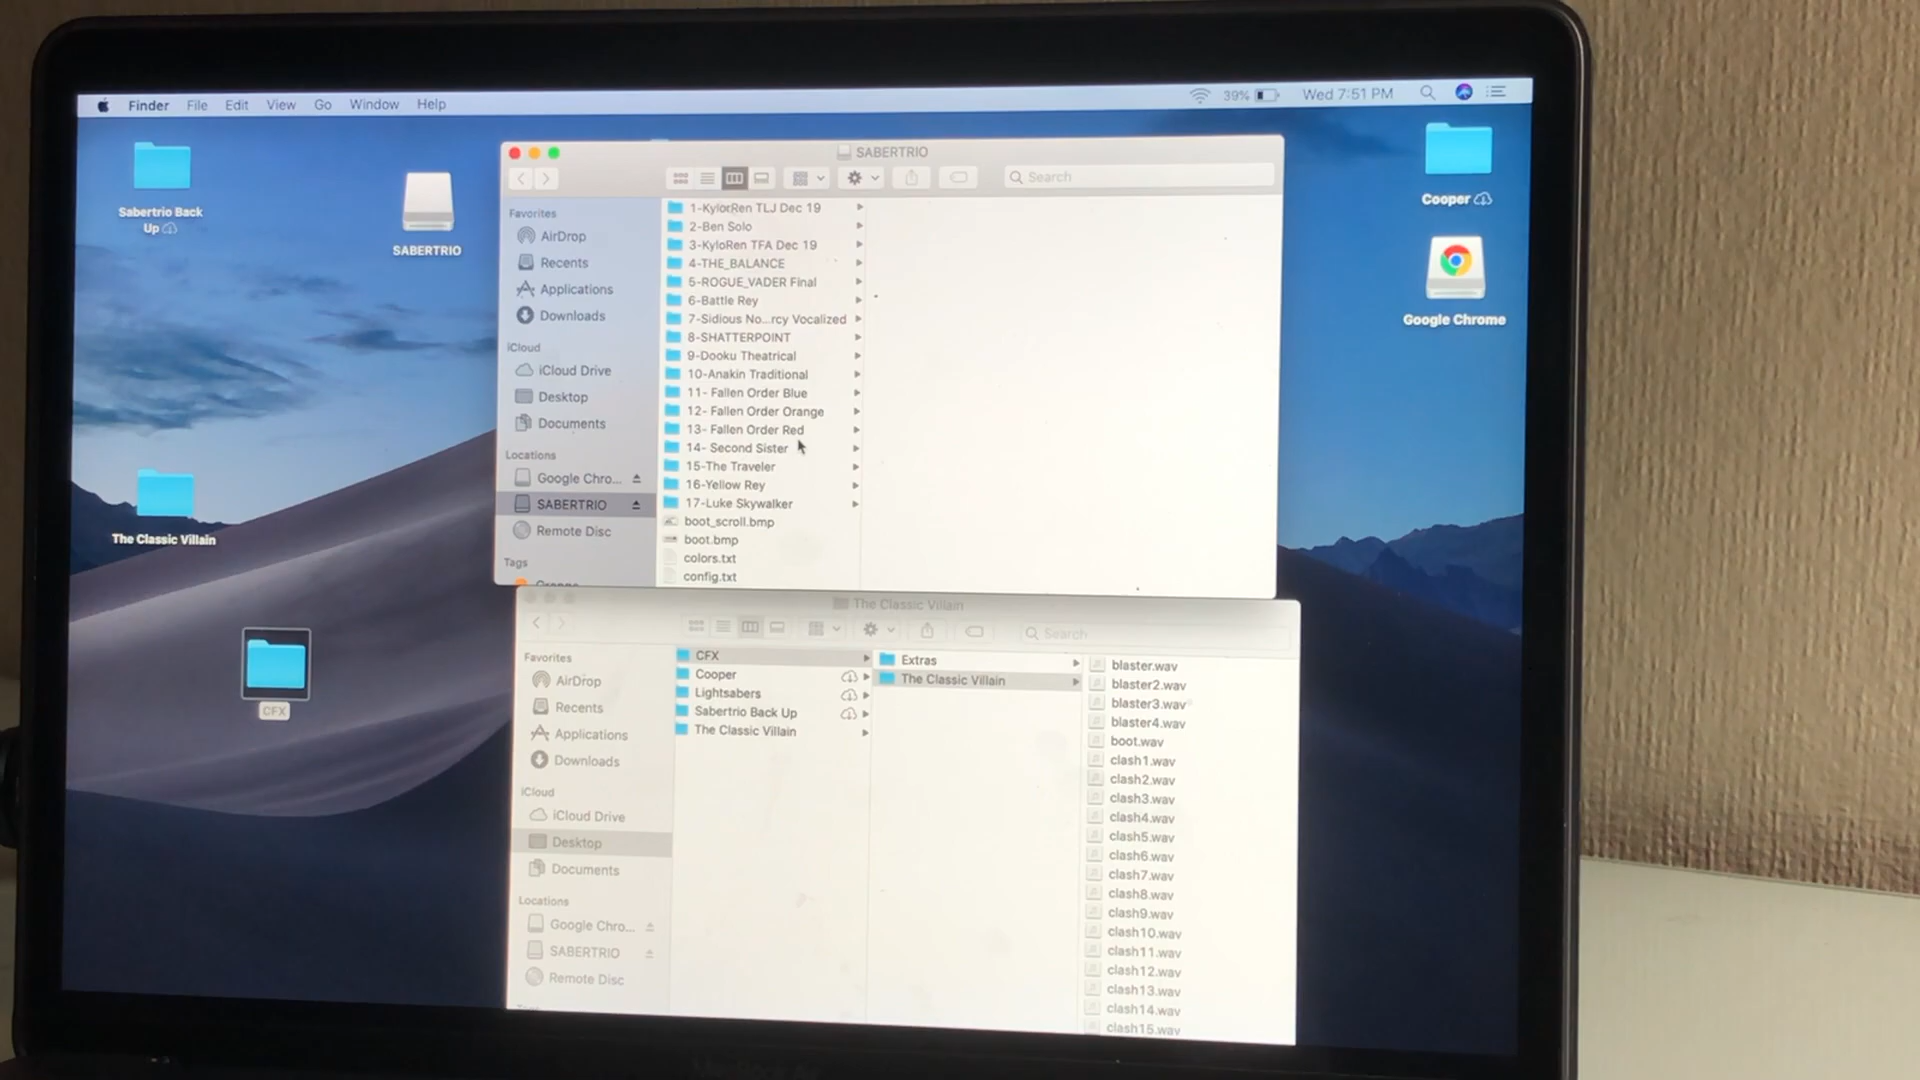 Finder File Edit View Go Window Help 39% Wed 7:51 PM
Sabertrio Back
Up
SABERTRIO
The Classic Villain
CFX
Cooper
Google Chrome
SABERTRIO
Search
Favorites
AirDrop
Recents
Applications
Downloads
iCloud
iCloud Drive
Desktop
Documents
Locations
Google Chro...
SABERTRIO
Remote Disc
Tags
Orange
1-KyloRen TLJ Dec 19
2-Ben Solo
3-KyloRen TFA Dec 19
4-THE_BALANCE
5-ROGUE_VADER Final
6-Battle Rey
7-Sidious No...rcy Vocalized
8-SHATTERPOINT
9-Dooku Theatrical
10-Anakin Traditional
11- Fallen Order Blue
12- Fallen Order Orange
13- Fallen Order Red
14- Second Sister
15-The Traveler
16-Yellow Rey
17-Luke Skywalker
boot_scroll.bmp
boot.bmp
colors.txt
config.txt
The Classic Villain
Search
Favorites
AirDrop
Recents
Applications
Downloads
iCloud
iCloud Drive
Desktop
Documents
Locations
Google Chro...
SABERTRIO
Remote Disc
CFX
Cooper
Lightsabers
Sabertrio Back Up
The Classic Villain
Extras
The Classic Villain
blaster.wav
blaster2.wav
blaster3.wav
blaster4.wav
boot.wav
clash1.wav
clash2.wav
clash3.wav
clash4.wav
clash5.wav
clash6.wav
clash7.wav
clash8.wav
clash9.wav
clash10.wav
clash11.wav
clash12.wav
clash13.wav
clash14.wav
clash15.wav